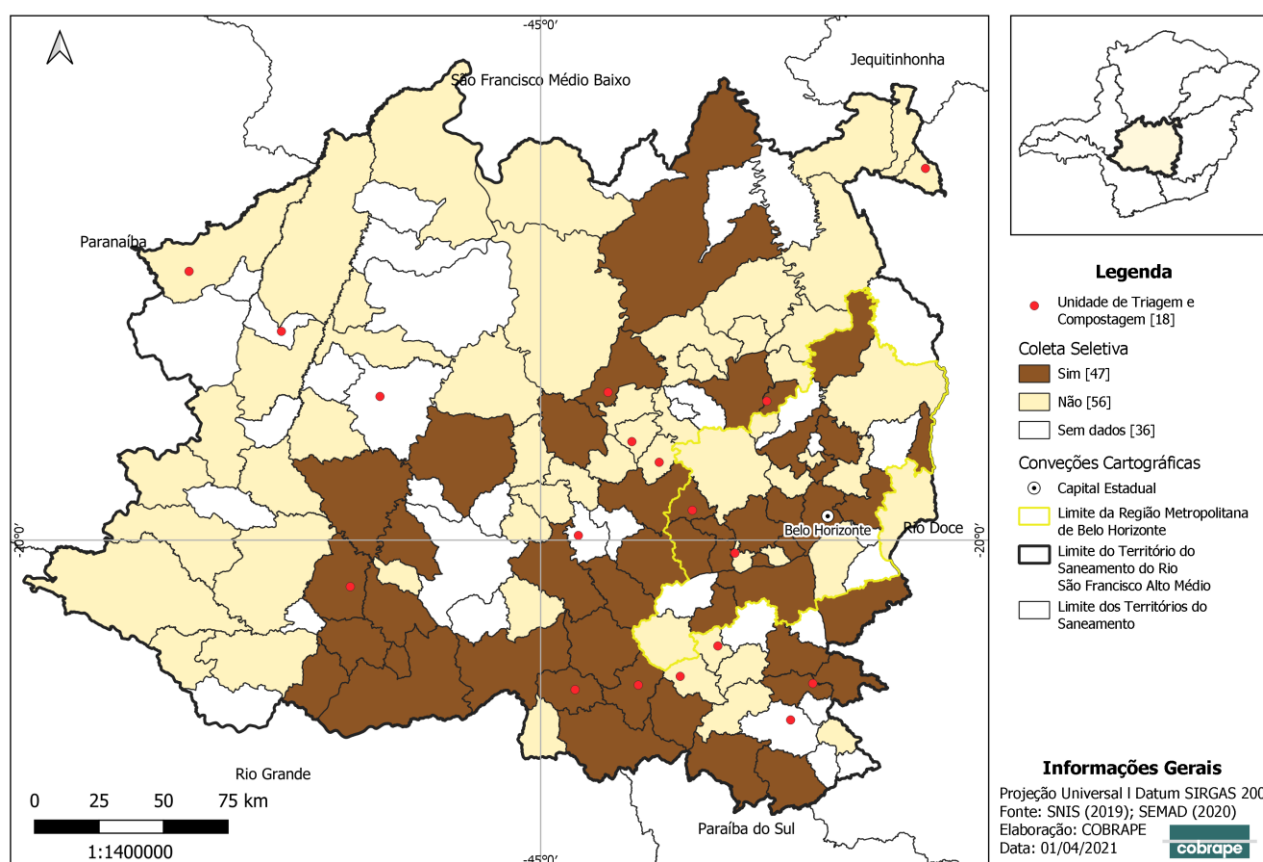 -45°0'
São Francisco Médio Baixo
Jequitinhonha
Paranaíba
Belo Horizonte
Rio Doce
-20°0'
-20°0'
Rio Grande
Paraíba do Sul
-45°0'
0 25 50 75 km
1:1400000
Legenda
Unidade de Triagem e
Compostagem [18]
Coleta Seletiva
Sim [47]
Não [56]
Sem dados [36]
Conveções Cartográficas
Capital Estadual
Limite da Região Metropolitana
de Belo Horizonte
Limite do Território do
Saneamento do Rio
São Francisco Alto Médio
Limite dos Territórios do
Saneamento
Informações Gerais
Projeção Universal l Datum SIRGAS 200
Fonte: SNIS (2019); SEMAD (2020)
Elaboração: COBRAPE
Data: 01/04/2021
cobrape